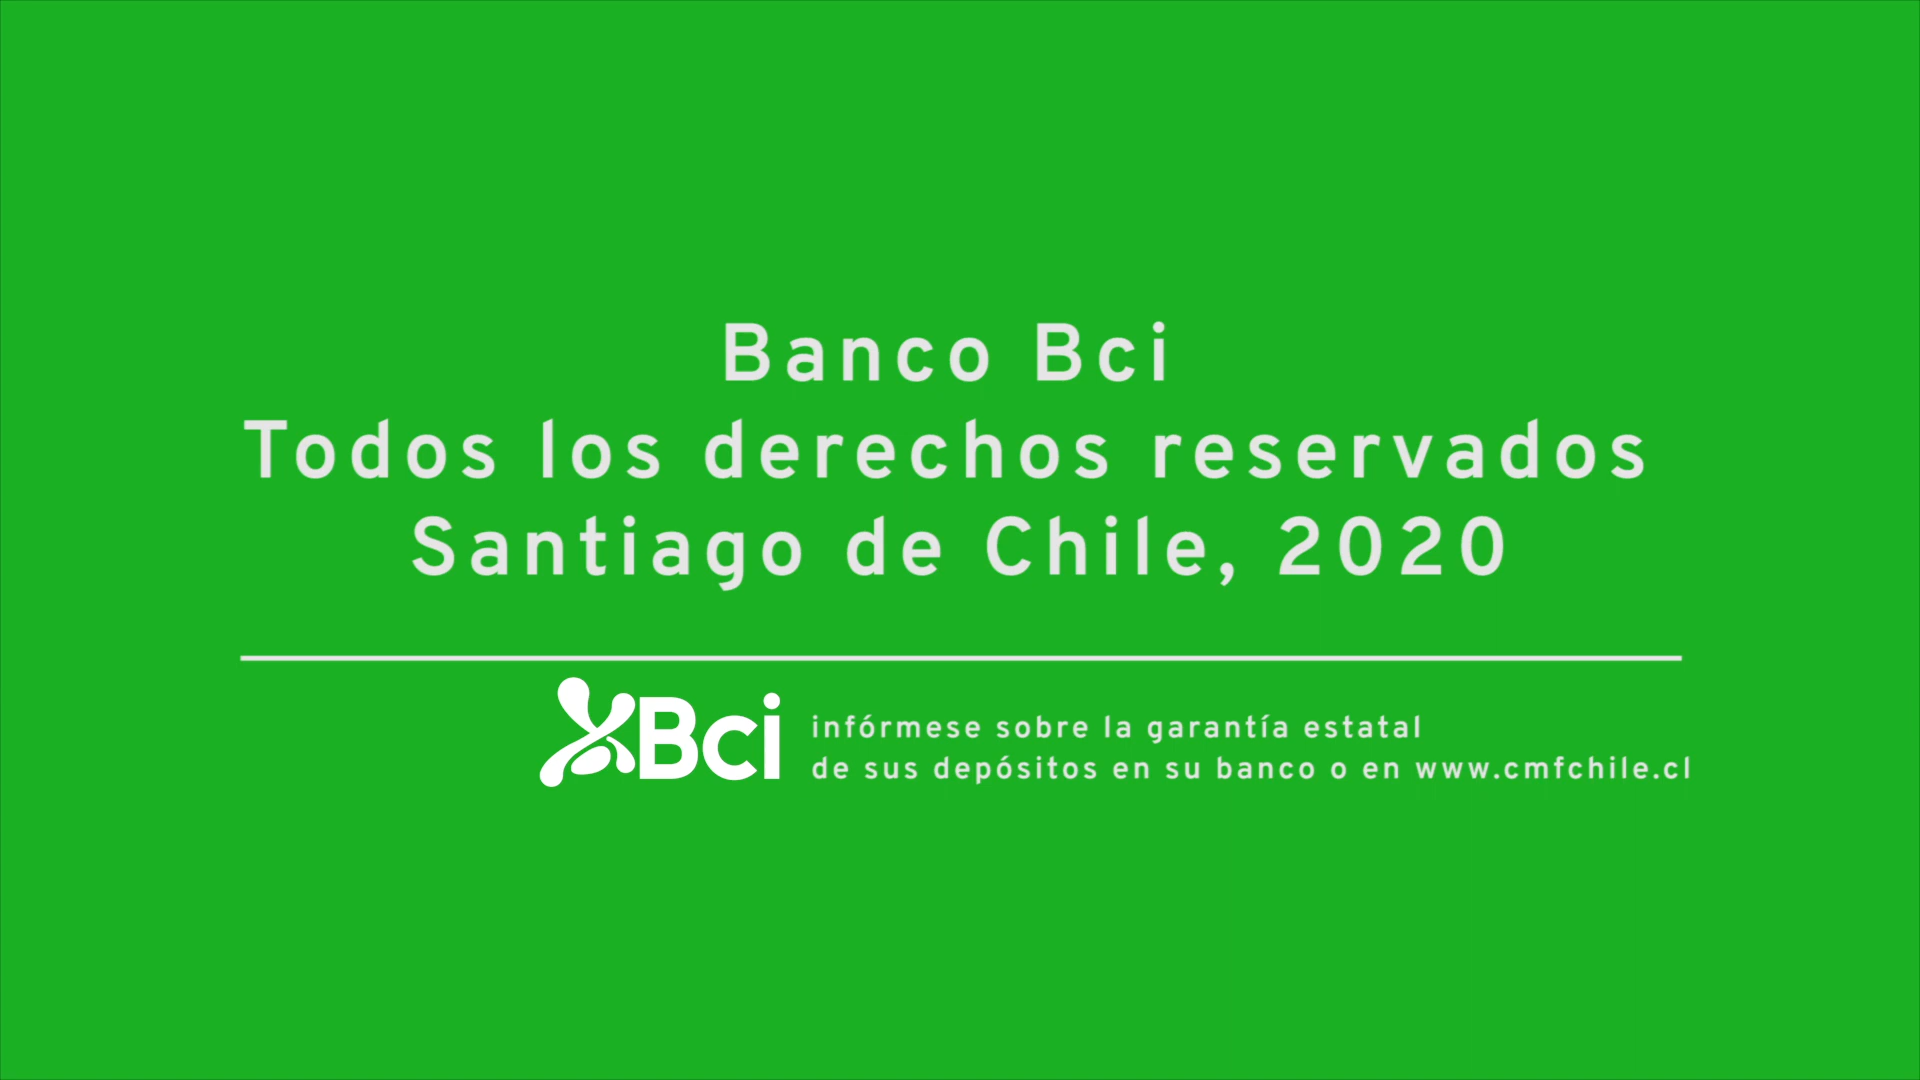 Banco Bci
Todos los derechos reservados
Santiago de Chile, 2020
Bci
infórmese sobre la garantía estatal
de sus depósitos en su banco o en www.cmfchile.cl